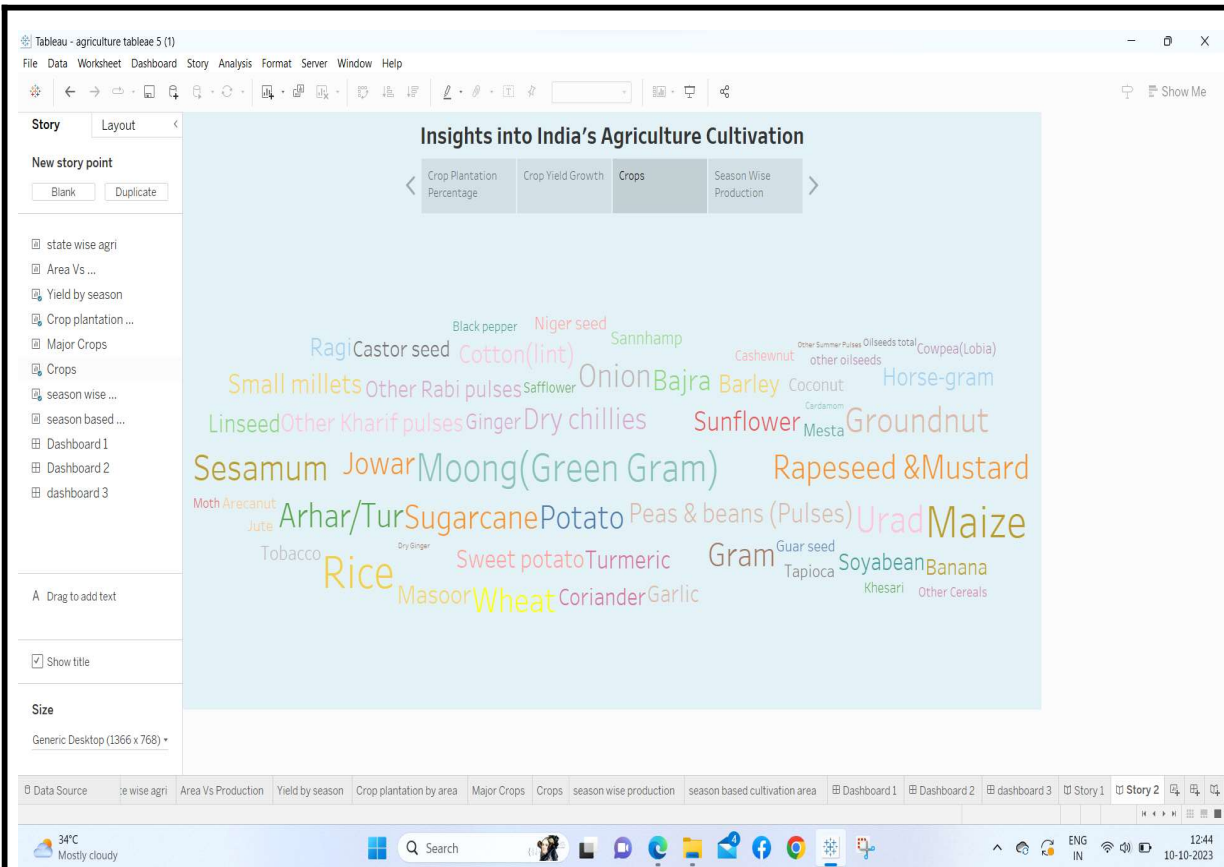 Tableau - agriculture tableae 5 (1)
File Data Worksheet Dashboard Story Analysis Format Server Window Help
Show Me
Story Layout
New story point
Blank Duplicate
state wise agri
Area Vs ...
Yield by season
Crop plantation ...
Major Crops
Crops
season wise ...
season based ...
Dashboard 1
Dashboard 2
dashboard 3
A Drag to add text
Show title
Size
Generic Desktop (1366 x 768)
Insights into India's Agriculture Cultivation
Crop Plantation Percentage
Crop Yield Growth
Crops
Season Wise Production
Black pepper Niger seed
Ragi Castor seed Cotton(lint) Sannhamp Cashewnut Other Summer Pulses Oilseeds total other oilseeds Cowpea(Lobia)
Small millets Other Rabi pulses Safflower Onion Bajra Barley Coconut Horse-gram
Linseed Other Kharif pulses Ginger Dry chillies Sunflower Cardamom Mesta Groundnut
Sesamum Jowar Moong(Green Gram) Rapeseed &Mustard
Moth Arecanut Jute Arhar/Tur Sugarcane Potato Peas & beans (Pulses) Urad Maize
Tobacco Rice Dry Ginger Sweet potato Turmeric Gram Guar seed Tapioca Soyabean Banana
Masoor Wheat Coriander Garlic Khesari Other Cereals
Data Source te wise agri Area Vs Production Yield by season Crop plantation by area Major Crops Crops season wise production season based cultivation area Dashboard 1 Dashboard 2 dashboard 3 Story 1 Story 2
34°C
Mostly cloudy
Search
4
ENG
IN
12:44
10-10-2023